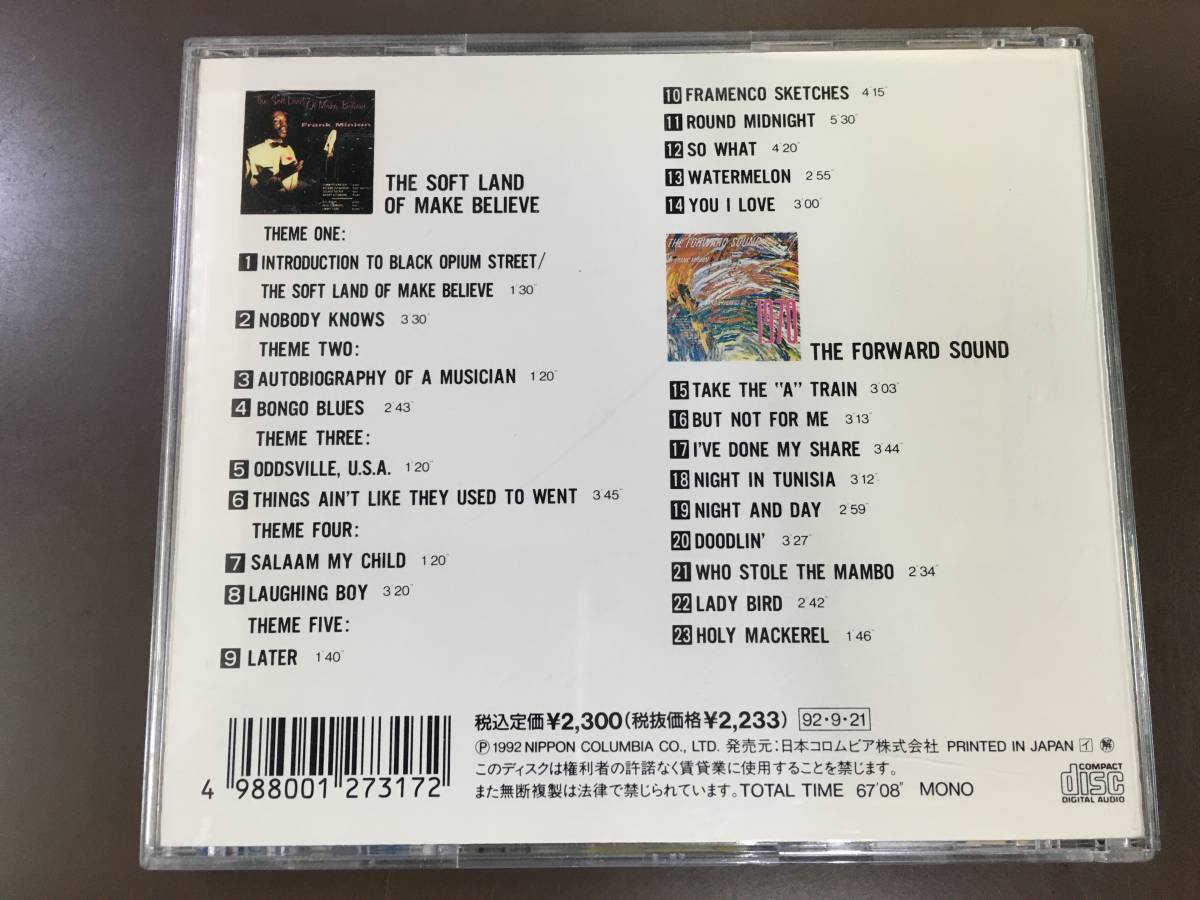 The Soft Land
Of Make Believe
Frank Minion
THE SOFT LAND
OF MAKE BELIEVE
THEME ONE:
1 INTRODUCTION TO BLACK OPIUM STREET/
THE SOFT LAND OF MAKE BELIEVE 1'30"
2 NOBODY KNOWS 3'30"
THEME TWO:
3 AUTOBIOGRAPHY OF A MUSICIAN 1'20"
4 BONGO BLUES 2'43"
THEME THREE:
5 ODDSVILLE, U.S.A. 1'20"
6 THINGS AIN'T LIKE THEY USED TO WENT 3'45"
THEME FOUR:
7 SALAAM MY CHILD 1'20"
8 LAUGHING BOY 3'20"
THEME FIVE:
9 LATER 1'40"
10 FRAMENCO SKETCHES 4'15"
11 ROUND MIDNIGHT 5'30"
12 SO WHAT 4'20"
13 WATERMELON 2'55"
14 YOU I LOVE 3'00"
THE FORWARD SOUND
1970
THE FORWARD SOUND
15 TAKE THE "A" TRAIN 3'03"
16 BUT NOT FOR ME 3'13"
17 I'VE DONE MY SHARE 3'44"
18 NIGHT IN TUNISIA 3'12"
19 NIGHT AND DAY 2'59"
20 DOODLIN' 3'27"
21 WHO STOLE THE MAMBO 2'34"
22 LADY BIRD 2'42"
23 HOLY MACKEREL 1'46"
税込定価¥2,300(税抜価格¥2,233) 92・9・21
Ⓟ1992 NIPPON COLUMBIA CO., LTD. 発売元:日本コロムビア株式会社 PRINTED IN JAPAN イ 解
このディスクは権利者の許諾なく賃貸業に使用することを禁じます。
また無断複製は法律で禁じられています。TOTAL TIME 67'08" MONO
4 988001 273172
COMPACT
disc
DIGITAL AUDIO